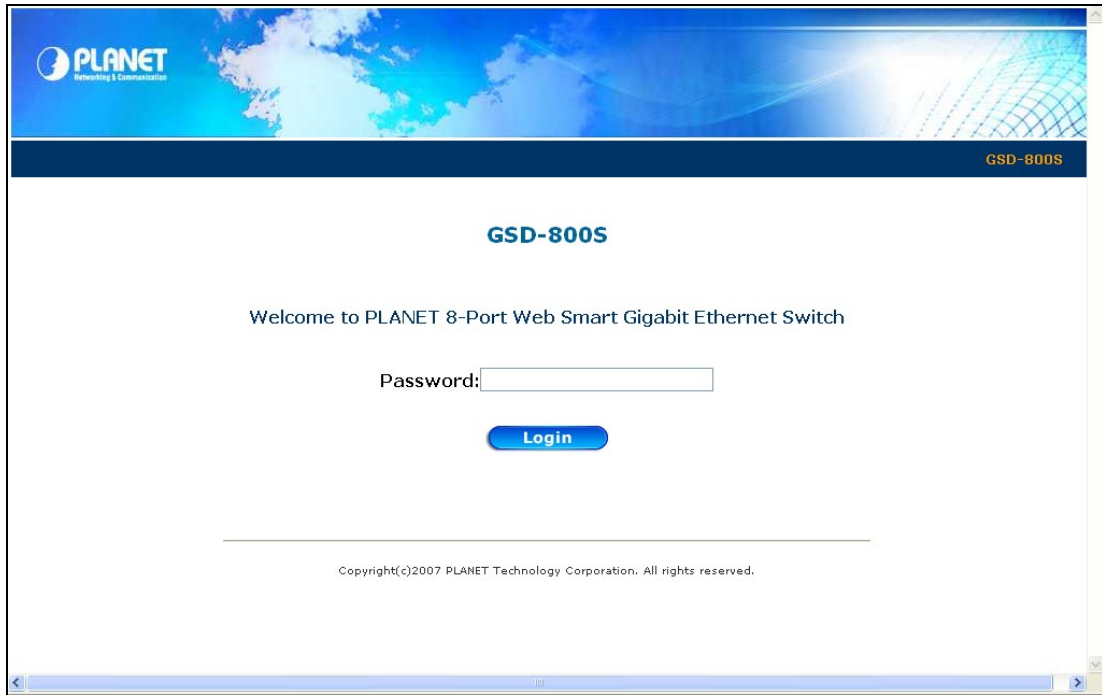 PLANET
Networking & Communication
GSD-800S
GSD-800S
Welcome to PLANET 8-Port Web Smart Gigabit Ethernet Switch
Password:
Login
Copyright(c)2007 PLANET Technology Corporation. All rights reserved.